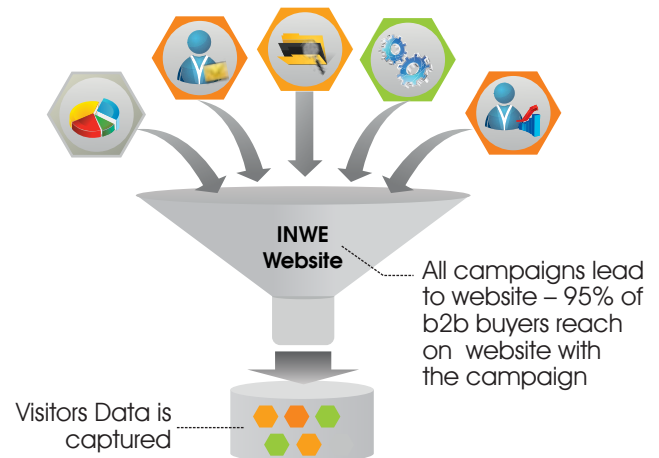 INWE
Website
All campaigns lead
to website – 95% of
b2b buyers reach
on website with
the campaign
Visitors Data is
captured